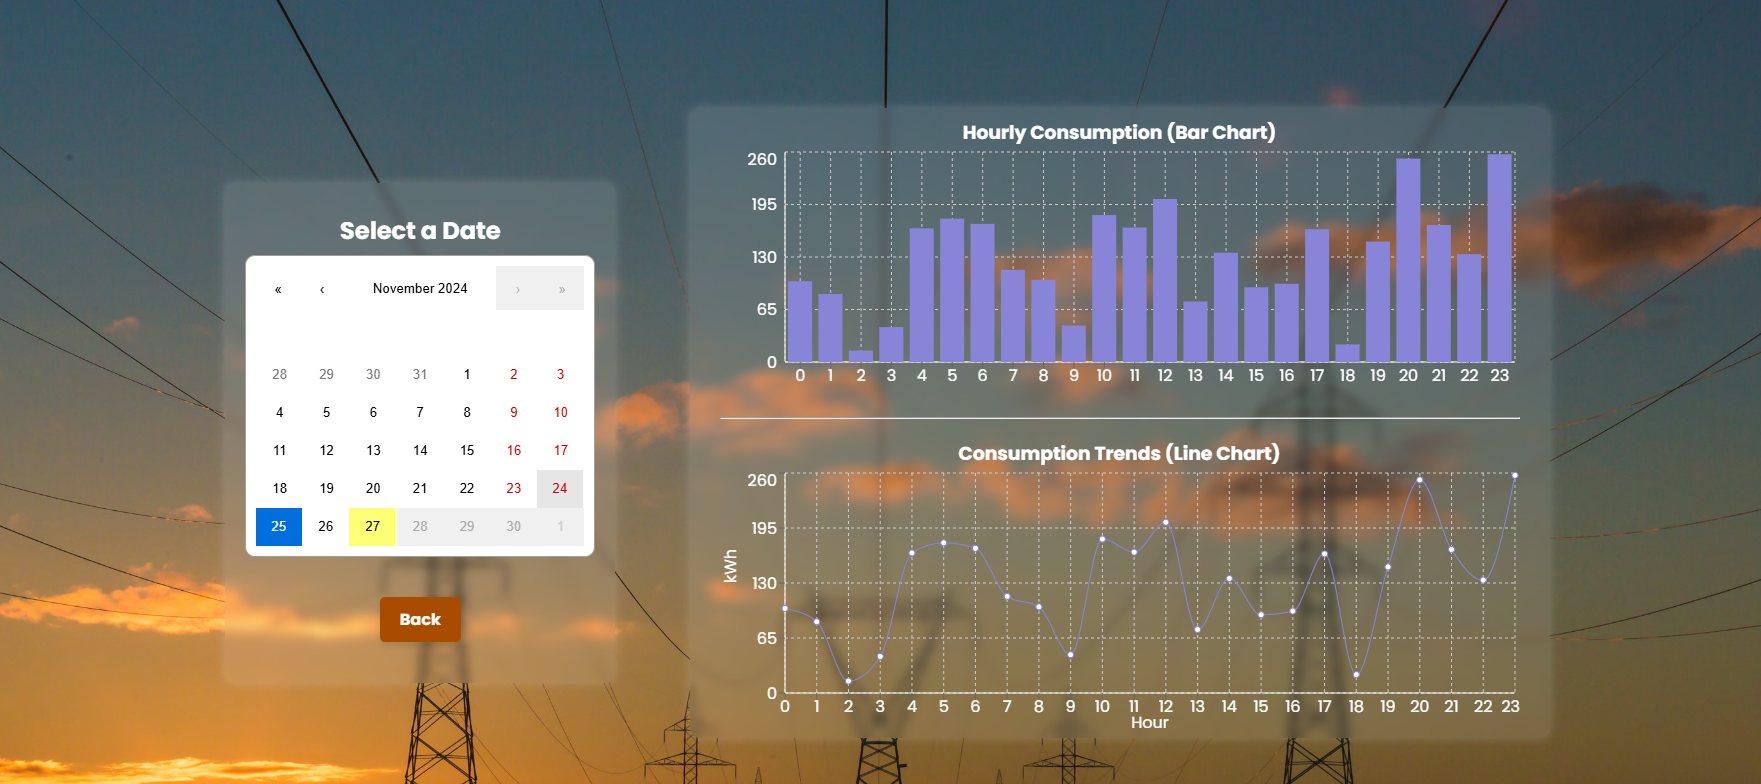 Select a Date
« ‹ November 2024 › »
28 29 30 31 1 2 3
4 5 6 7 8 9 10
11 12 13 14 15 16 17
18 19 20 21 22 23 24
25 26 27 28 29 30 1
Back
Hourly Consumption (Bar Chart)
260
195
130
65
0
0 1 2 3 4 5 6 7 8 9 10 11 12 13 14 15 16 17 18 19 20 21 22 23
Consumption Trends (Line Chart)
260
195
130
65
0
kWh
0 1 2 3 4 5 6 7 8 9 10 11 12 13 14 15 16 17 18 19 20 21 22 23
Hour